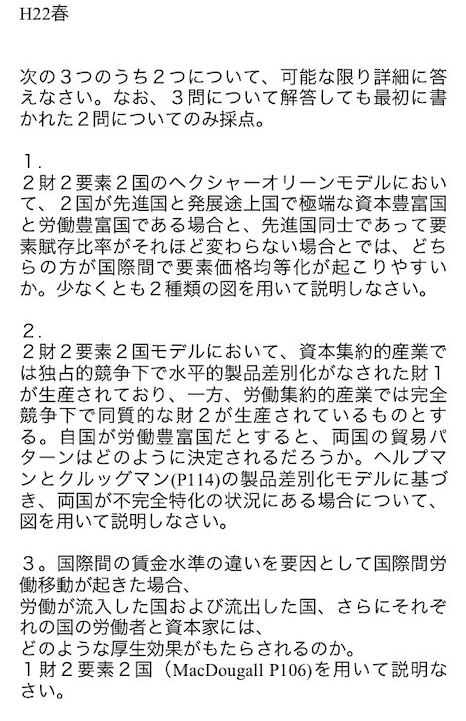 H22春
次の３つのうち２つについて、可能な限り詳細に答
えなさい。なお、３問について解答しても最初に書
かれた２問についてのみ採点。
１.
２財２要素２国のヘクシャーオリーンモデルにおい
て、２国が先進国と発展途上国で極端な資本豊富国
と労働豊富国である場合と、先進国同士であって要
素賦存比率がそれほど変わらない場合とでは、どち
らの方が国際間で要素価格均等化が起こりやすい
か。少なくとも２種類の図を用いて説明しなさい。
２.
２財２要素２国モデルにおいて、資本集約的産業で
は独占的競争下で水平的製品差別化がなされた財１
が生産されており、一方、労働集約的産業では完全
競争下で同質的な財２が生産されているものとす
る。自国が労働豊富国だとすると、両国の貿易パ
ターンはどのように決定されるだろうか。ヘルプマ
ンとクルッグマン(P114)の製品差別化モデルに基づ
き、両国が不完全特化の状況にある場合について、
図を用いて説明しなさい。
３。国際間の賃金水準の違いを要因として国際間労
働移動が起きた場合、
労働が流入した国および流出した国、さらにそれぞ
れの国の労働者と資本家には、
どのような厚生効果がもたらされるのか。
１財２要素２国（MacDougall P106)を用いて説明な
さい。